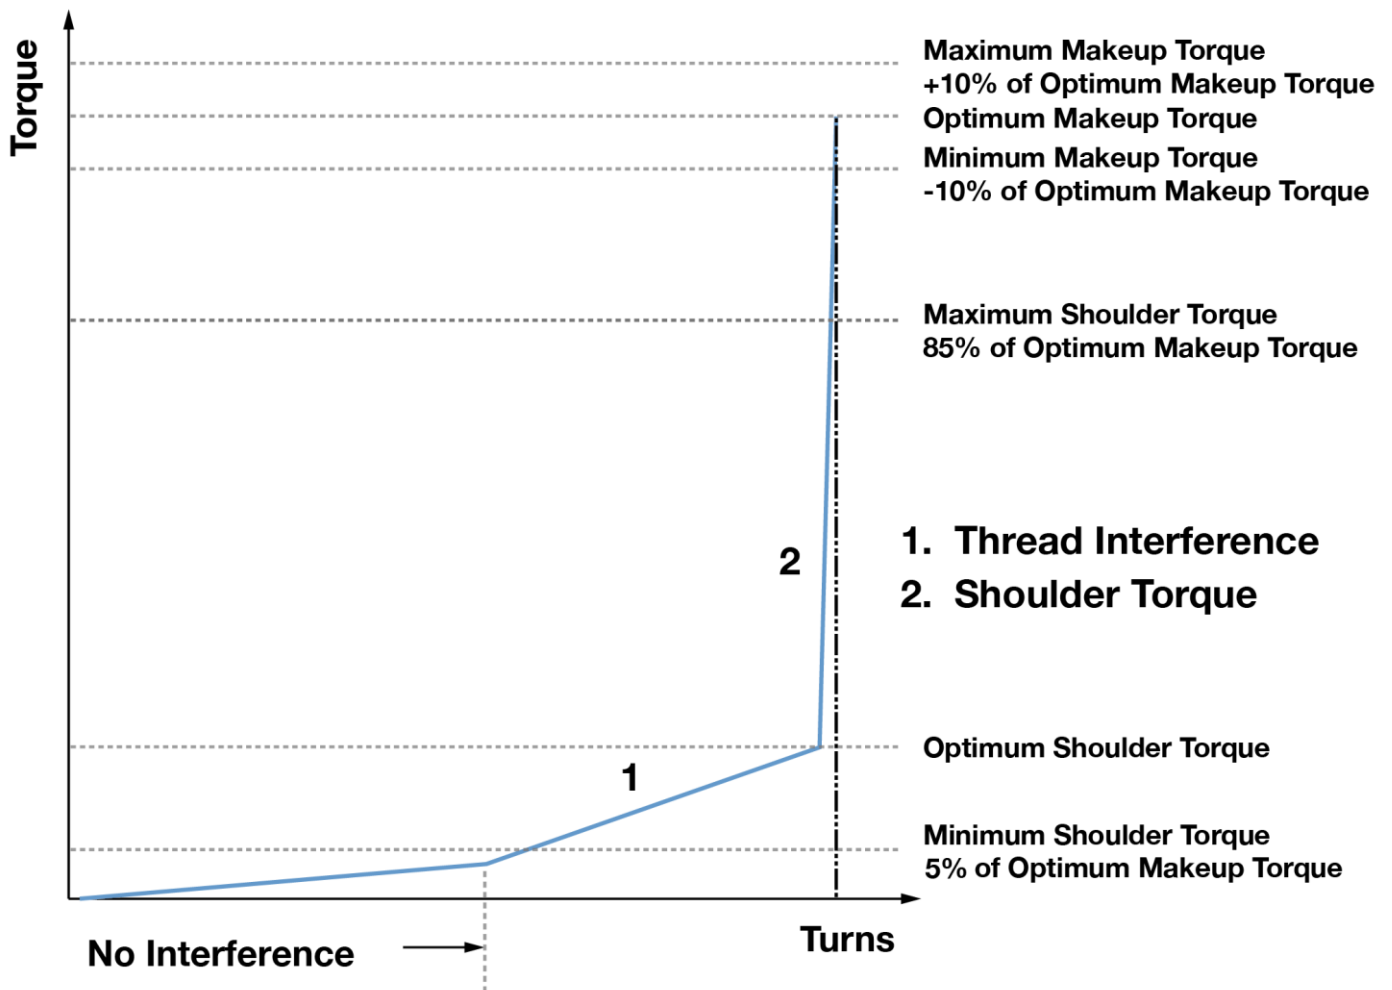 Torque
Maximum Makeup Torque
+10% of Optimum Makeup Torque
Optimum Makeup Torque
Minimum Makeup Torque
-10% of Optimum Makeup Torque
Maximum Shoulder Torque
85% of Optimum Makeup Torque
2
1. Thread Interference
2. Shoulder Torque
Optimum Shoulder Torque
1
Minimum Shoulder Torque
5% of Optimum Makeup Torque
Turns
No Interference